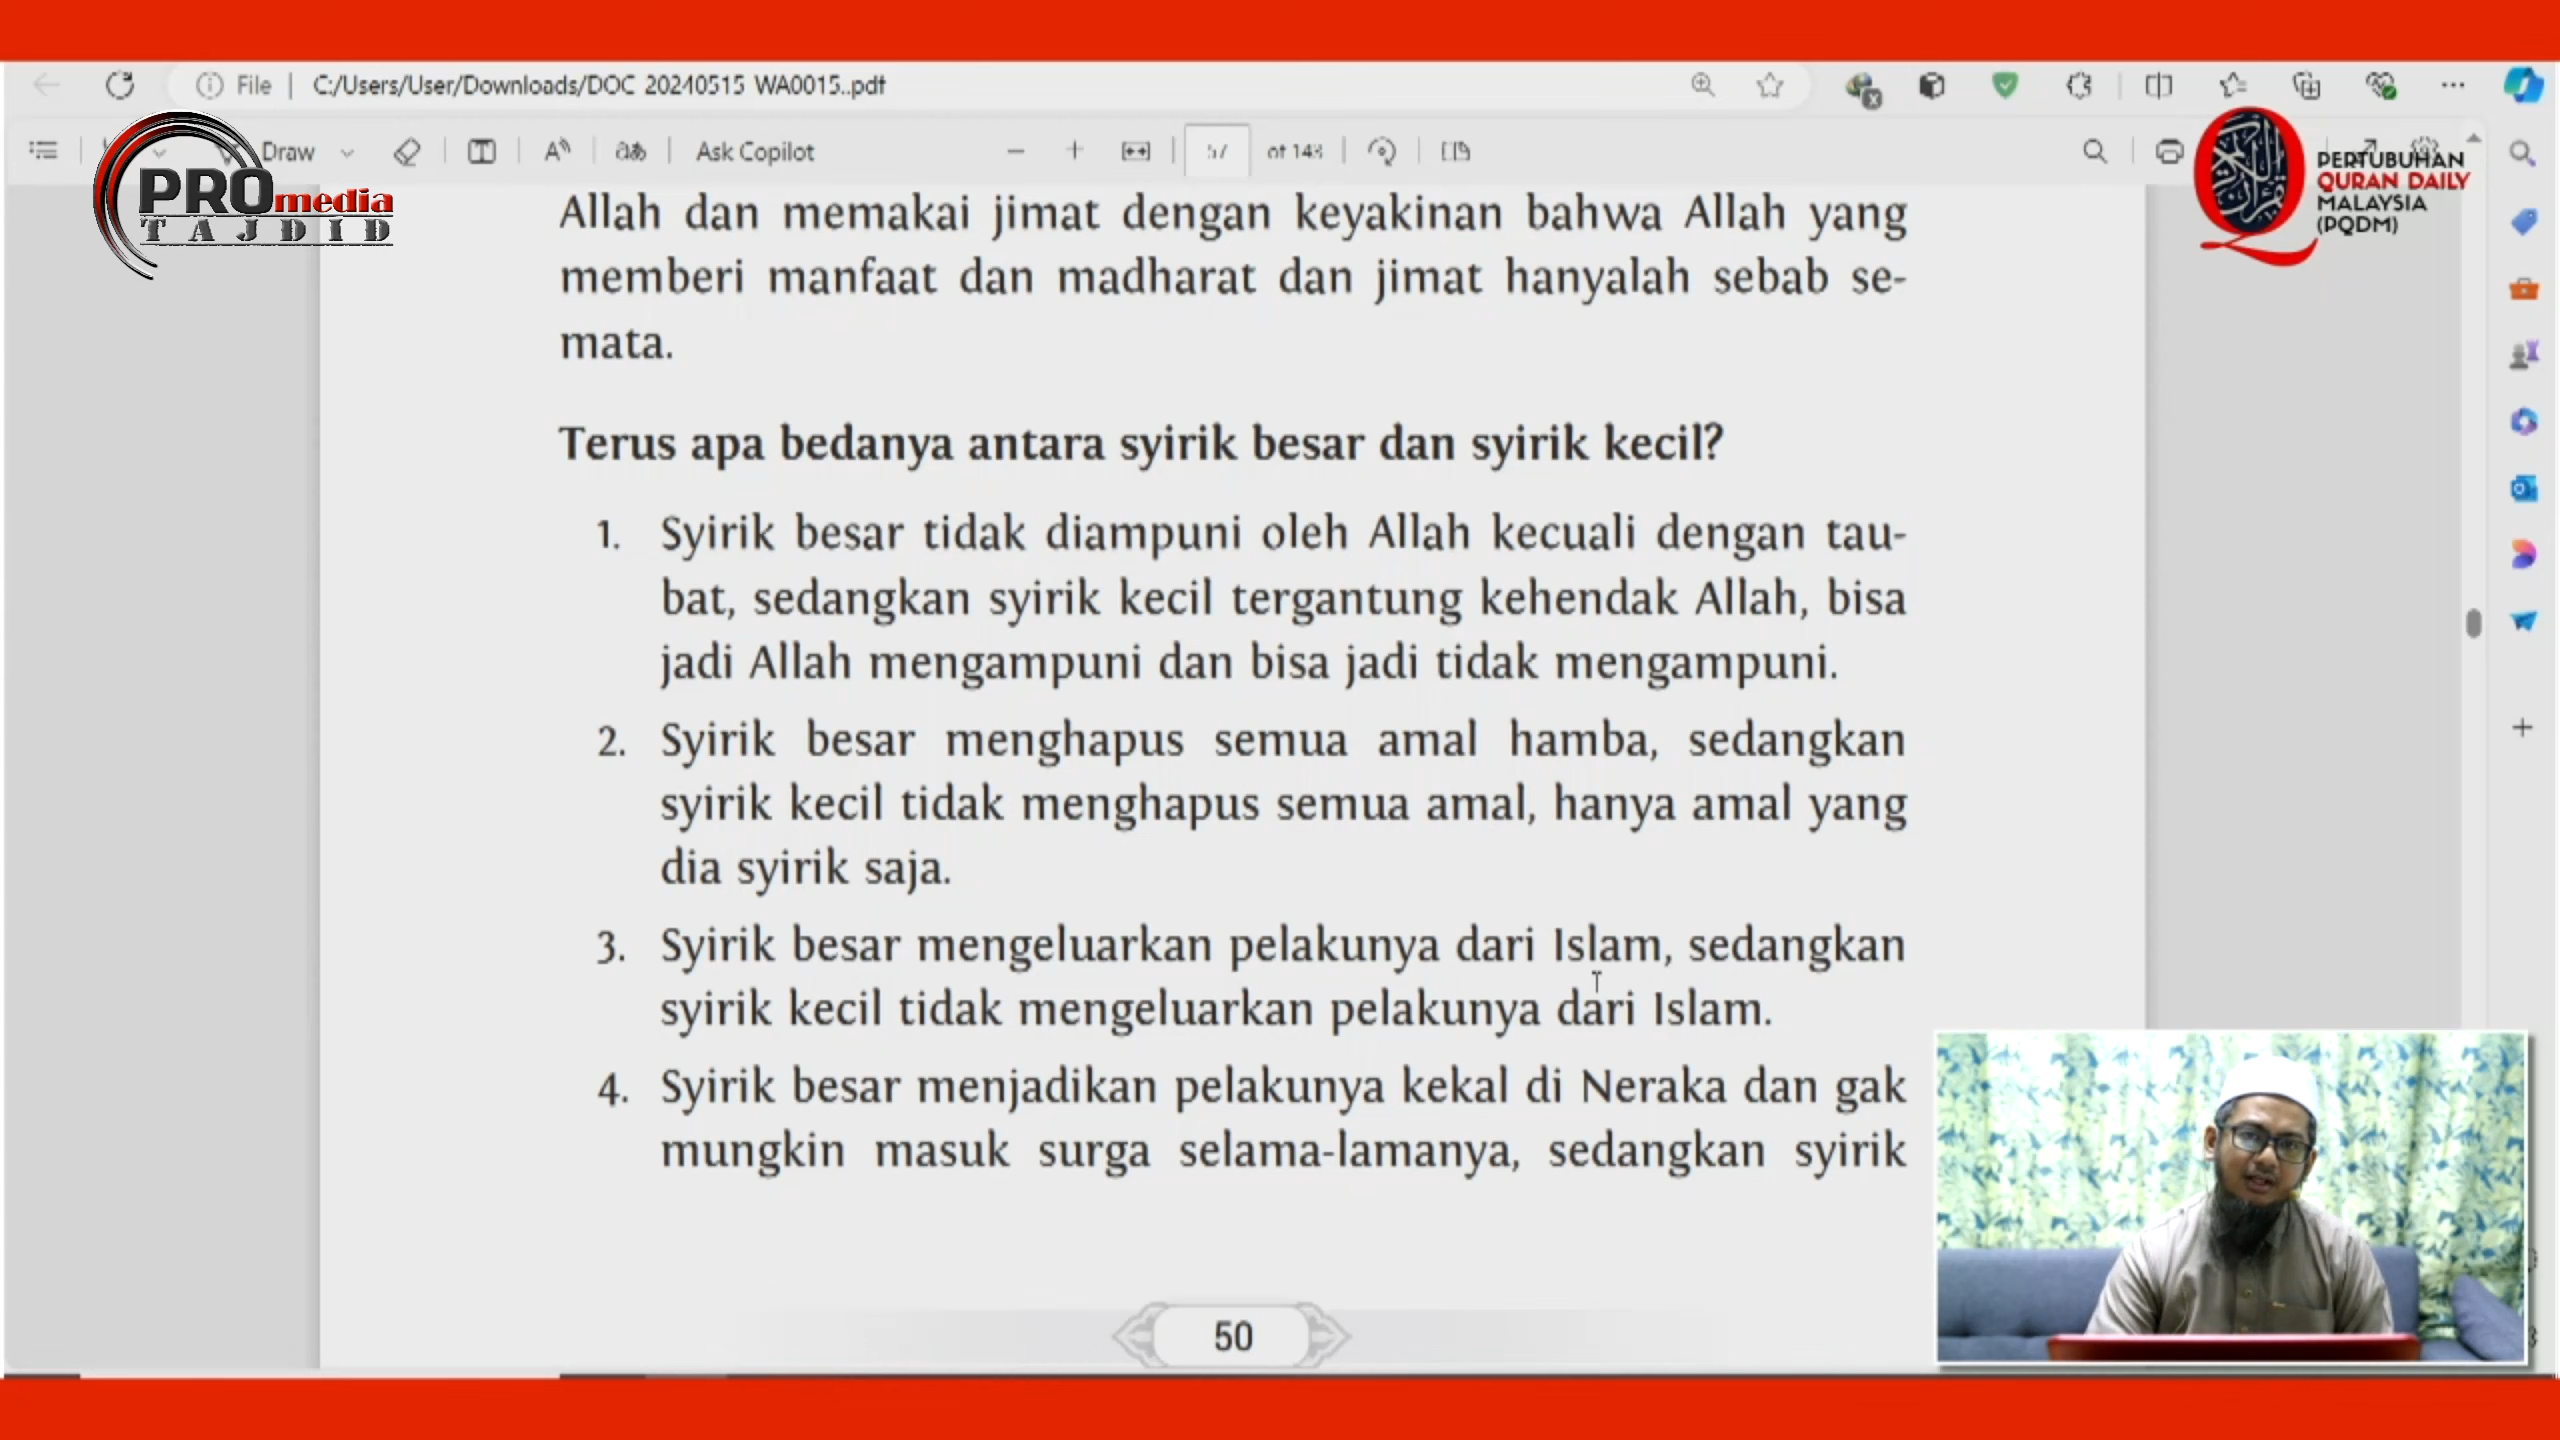 File | C:/Users/User/Downloads/DOC 20240515 WA0015..pdf
Draw
Ask Copilot
57 of 143
PROmedia
TAJDID
PERTUBUHAN
QURAN DAILY
MALAYSIA
(PQDM)
Allah dan memakai jimat dengan keyakinan bahwa Allah yang
memberi manfaat dan madharat dan jimat hanyalah sebab se-
mata.
Terus apa bedanya antara syirik besar dan syirik kecil?
1. Syirik besar tidak diampuni oleh Allah kecuali dengan tau-
bat, sedangkan syirik kecil tergantung kehendak Allah, bisa
jadi Allah mengampuni dan bisa jadi tidak mengampuni.
2. Syirik besar menghapus semua amal hamba, sedangkan
syirik kecil tidak menghapus semua amal, hanya amal yang
dia syirik saja.
3. Syirik besar mengeluarkan pelakunya dari Islam, sedangkan
syirik kecil tidak mengeluarkan pelakunya dari Islam.
4. Syirik besar menjadikan pelakunya kekal di Neraka dan gak
mungkin masuk surga selama-lamanya, sedangkan syirik
50